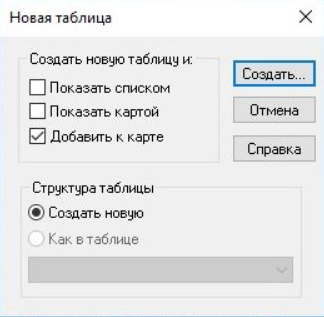 Новая таблица
Создать новую таблицу и:
Показать списком
Показать картой
Добавить к карте
Создать...
Отмена
Справка
Структура таблицы
Создать новую
Как в таблице